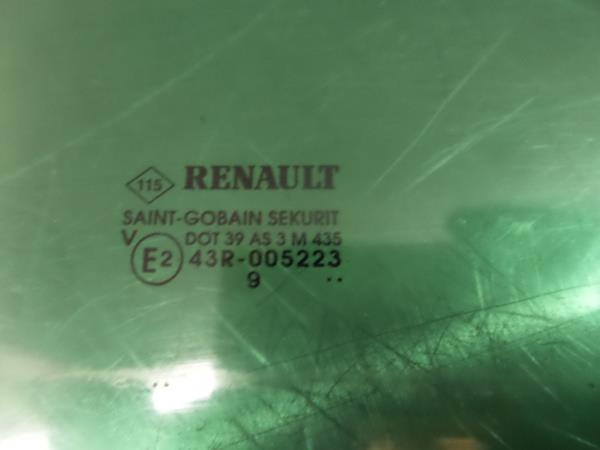 115 RENAULT
SAINT-GOBAIN SEKURIT
V DOT 39 AS 3 M 435
E2 43R-005223
9 ..